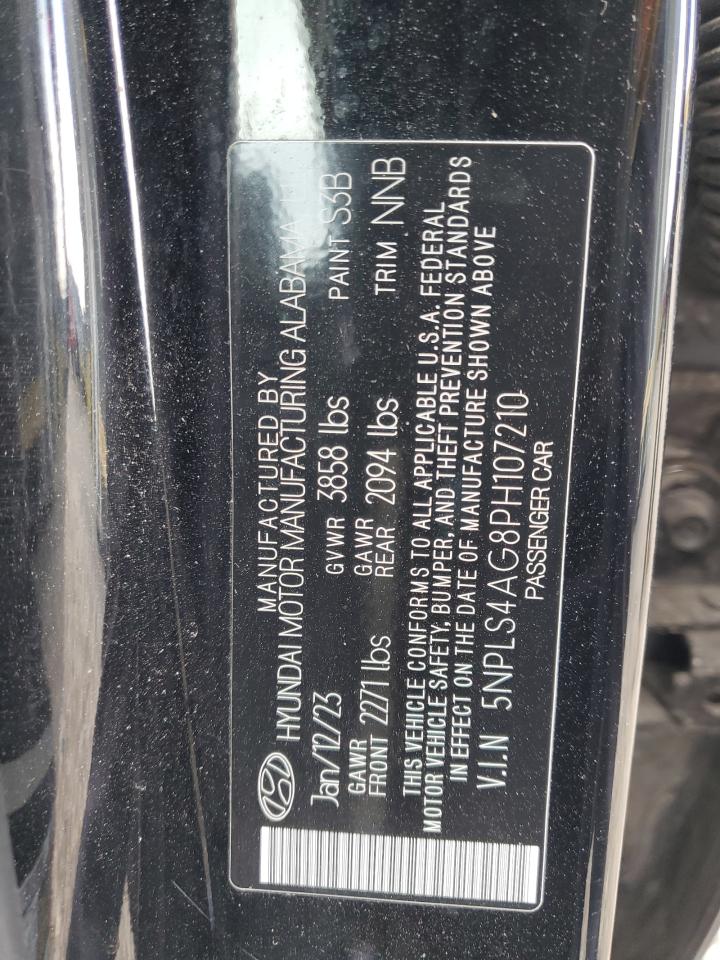 MANUFACTURED BY
HYUNDAI MOTOR MANUFACTURING ALABAMA
Jan/12/23 GVWR 3858 lbs PAINT S3B
GAWR FRONT 2271 lbs GAWR REAR 2094 lbs TRIM NNB
THIS VEHICLE CONFORMS TO ALL APPLICABLE U.S.A. FEDERAL
MOTOR VEHICLE SAFETY, BUMPER, AND THEFT PREVENTION STANDARDS
IN EFFECT ON THE DATE OF MANUFACTURE SHOWN ABOVE
V.I.N 5NPLS4AG8PH107210
PASSENGER CAR